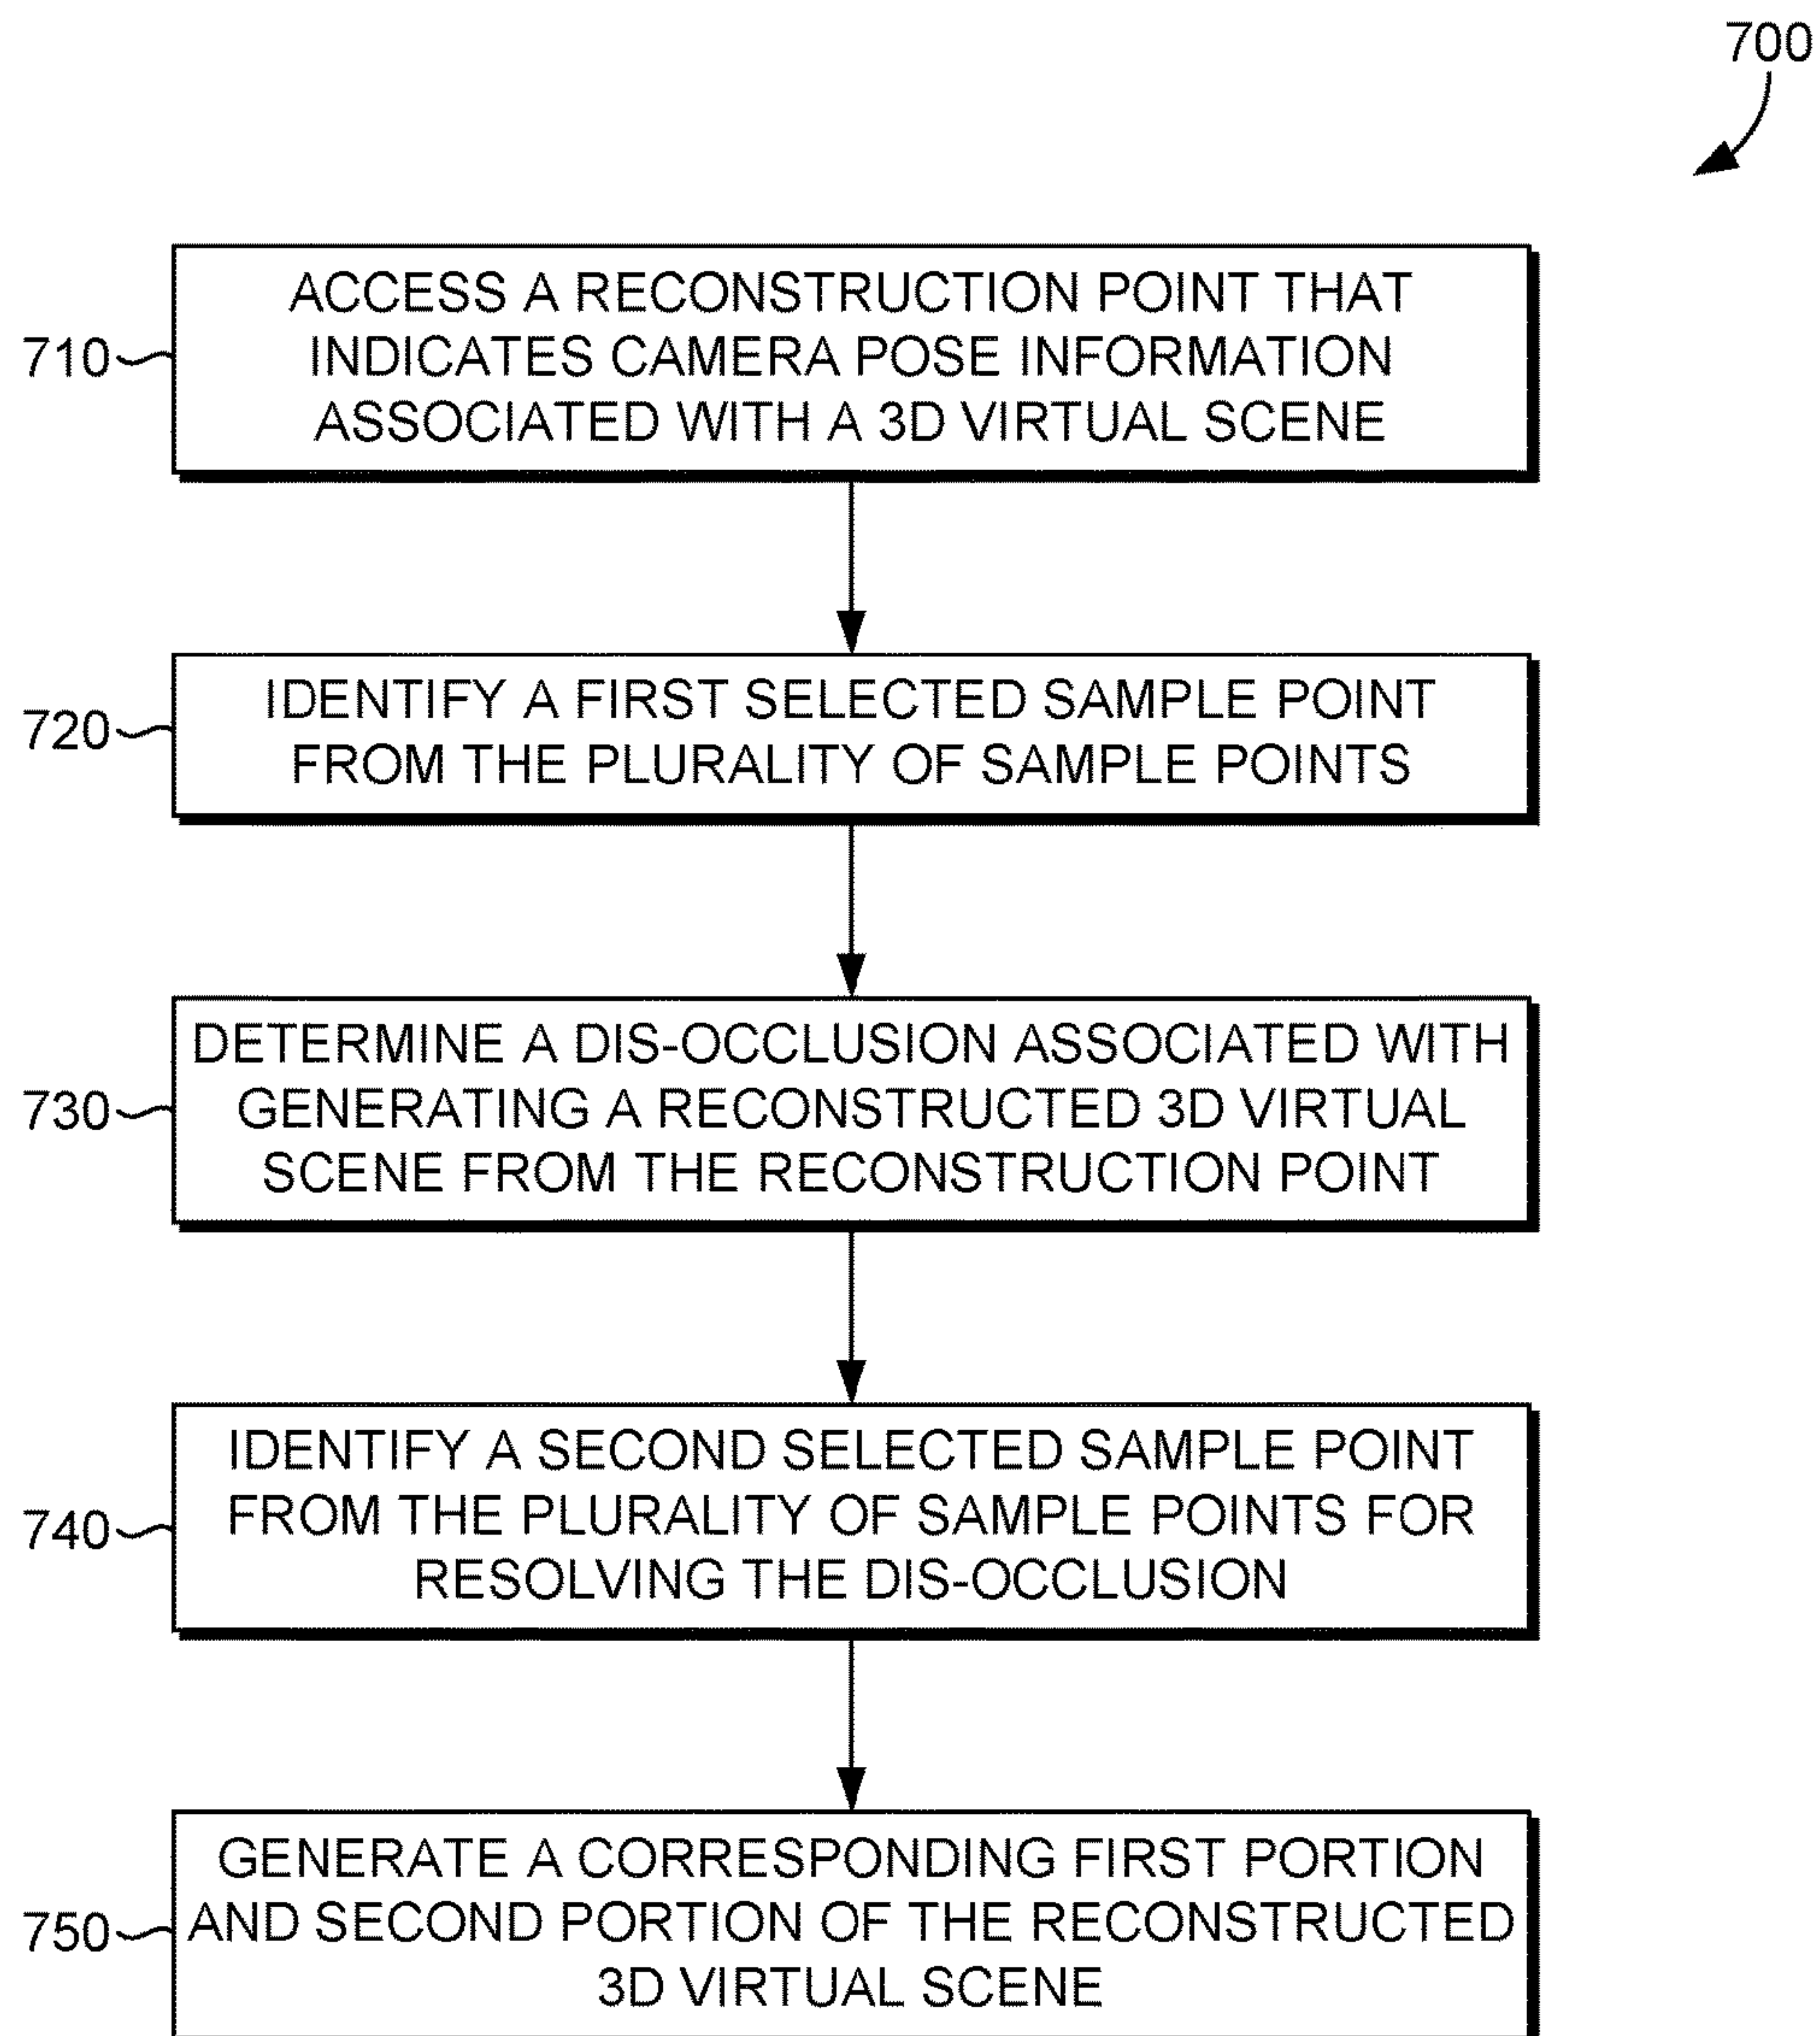 700
ACCESS A RECONSTRUCTION POINT THAT
INDICATES CAMERA POSE INFORMATION
ASSOCIATED WITH A 3D VIRTUAL SCENE
710
IDENTIFY A FIRST SELECTED SAMPLE POINT
FROM THE PLURALITY OF SAMPLE POINTS
720
DETERMINE A DIS-OCCLUSION ASSOCIATED WITH
GENERATING A RECONSTRUCTED 3D VIRTUAL
SCENE FROM THE RECONSTRUCTION POINT
730
IDENTIFY A SECOND SELECTED SAMPLE POINT
FROM THE PLURALITY OF SAMPLE POINTS FOR
RESOLVING THE DIS-OCCLUSION
740
GENERATE A CORRESPONDING FIRST PORTION
AND SECOND PORTION OF THE RECONSTRUCTED
3D VIRTUAL SCENE
750